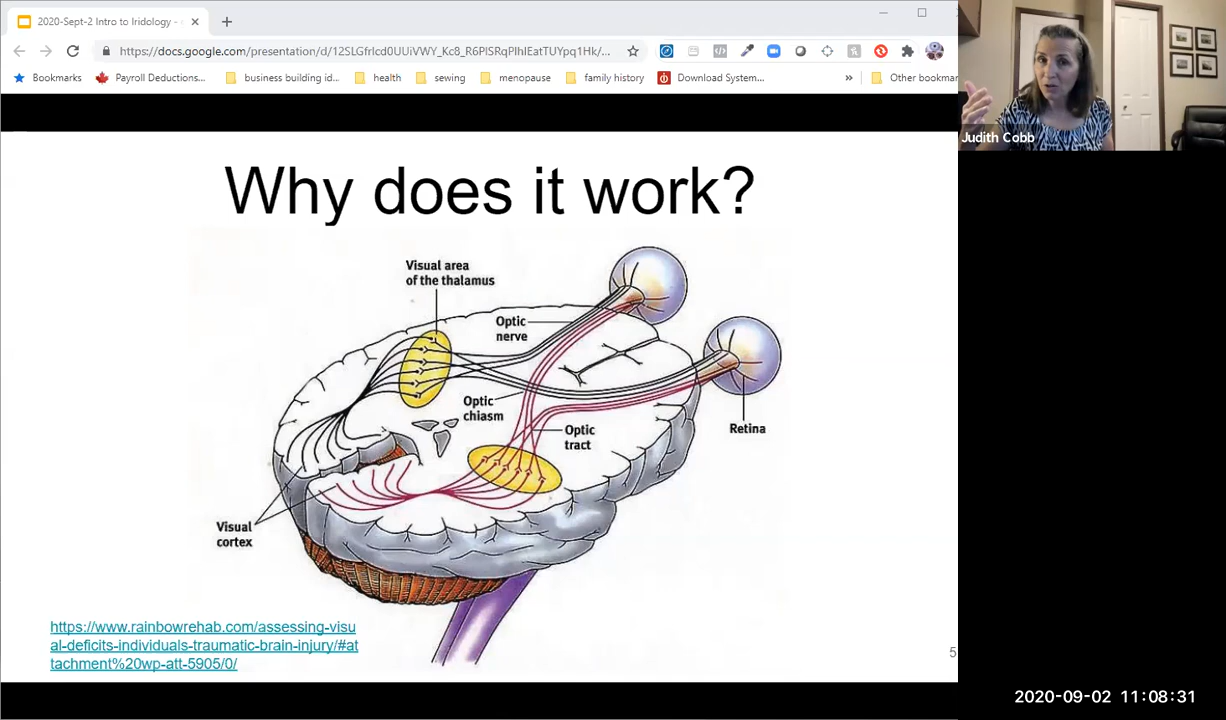 2020-Sept-2 Intro to Iridology -
https://docs.google.com/presentation/d/12SLGfrlcd0UUiVWY_Kc8_R6PlSRqPlhIEatTUYpq1Hk/...
Bookmarks Payroll Deductions... business building id... health sewing menopause family history Download System... » Other bookmar
Judith Cobb
Why does it work?
Visual area
of the thalamus
Optic
nerve
Optic
chiasm
Optic
tract
Retina
Visual
cortex
https://www.rainbowrehab.com/assessing-visu
al-deficits-individuals-traumatic-brain-injury/#at
tachment%20wp-att-5905/0/
5
2020-09-02 11:08:31